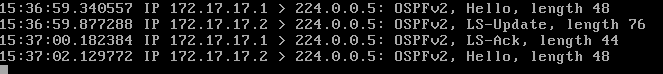 15:36:59.340557 IP 172.17.17.1 > 224.0.0.5: OSPFv2, Hello, length 48
15:36:59.877288 IP 172.17.17.2 > 224.0.0.5: OSPFv2, LS-Update, length 76
15:37:00.182384 IP 172.17.17.1 > 224.0.0.5: OSPFv2, LS-Ack, length 44
15:37:02.129772 IP 172.17.17.2 > 224.0.0.5: OSPFv2, Hello, length 48